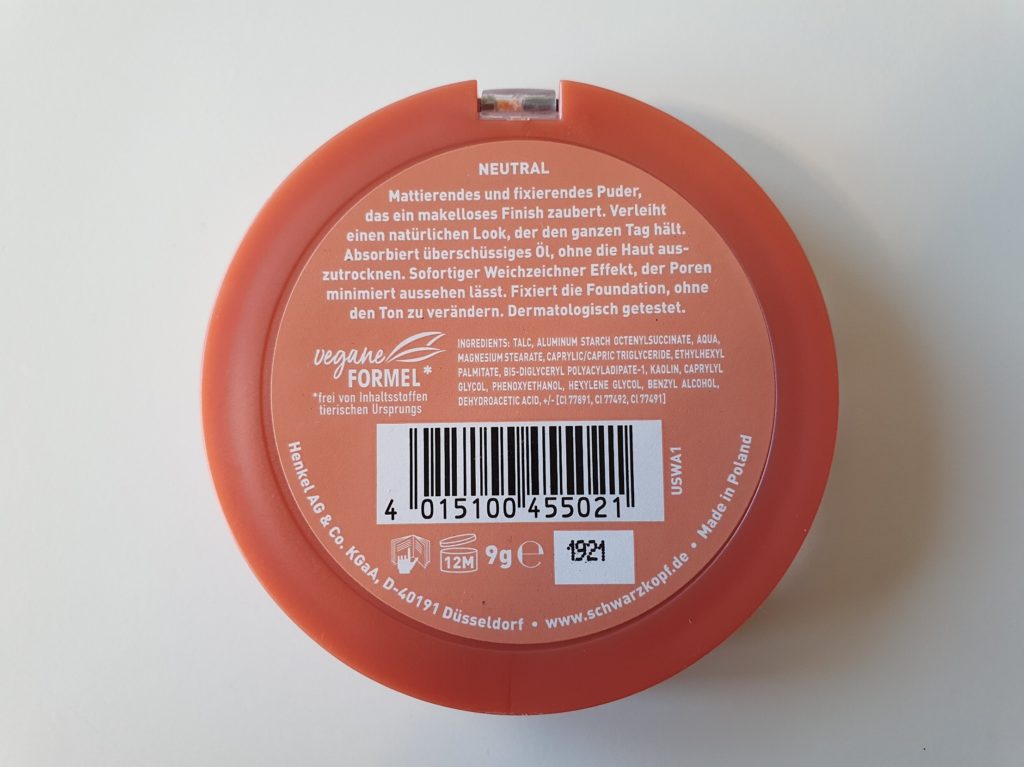 NEUTRAL
Mattierendes und fixierendes Puder,
das ein makelloses Finish zaubert. Verleiht
einen natürlichen Look, der den ganzen Tag hält.
Absorbiert überschüssiges Öl, ohne die Haut aus-
zutrocknen. Sofortiger Weichzeichner Effekt, der Poren
minimiert aussehen lässt. Fixiert die Foundation, ohne
den Ton zu verändern. Dermatologisch getestet.
vegane
FORMEL*
*frei von Inhaltsstoffen
tierischen Ursprungs
INGREDIENTS: TALC, ALUMINUM STARCH OCTENYLSUCCINATE, AQUA,
MAGNESIUM STEARATE, CAPRYLIC/CAPRIC TRIGLYCERIDE, ETHYLHEXYL
PALMITATE, BIS-DIGLYCERYL POLYACYLADIPATE-1, KAOLIN, CAPRYLYL
GLYCOL, PHENOXYETHANOL, HEXYLENE GLYCOL, BENZYL ALCOHOL,
DEHYDROACETIC ACID, +/- [CI 77891, CI 77492, CI 77491]
4 015100 455021
USWA1
12M
9g e
1921
Henkel AG & Co. KGaA, D-40191 Düsseldorf • www.schwarzkopf.de • Made in Poland